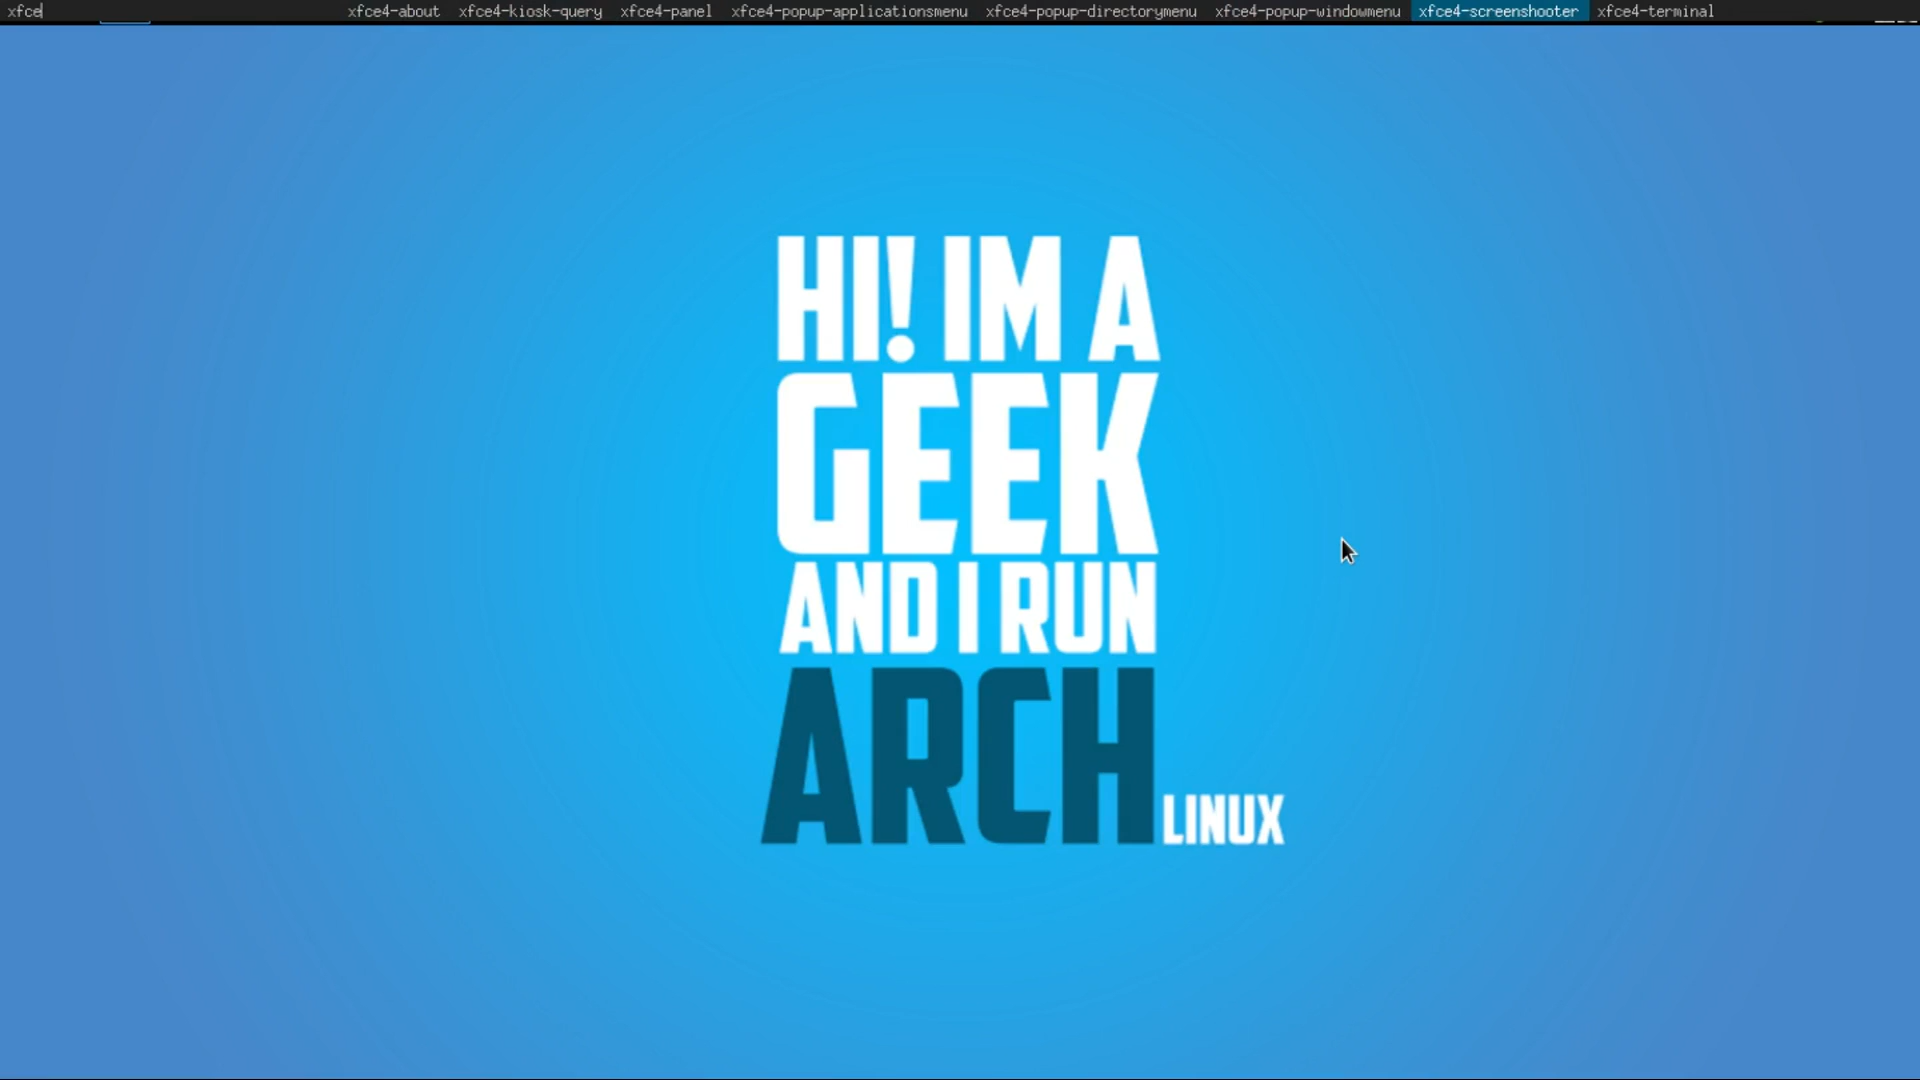 xfce xfce4-about xfce4-kiosk-query xfce4-panel xfce4-popup-applicationsmenu xfce4-popup-directorymenu xfce4-popup-windowmenu xfce4-screenshooter xfce4-terminal
HI! IM A
GEEK
AND I RUN
ARCH LINUX